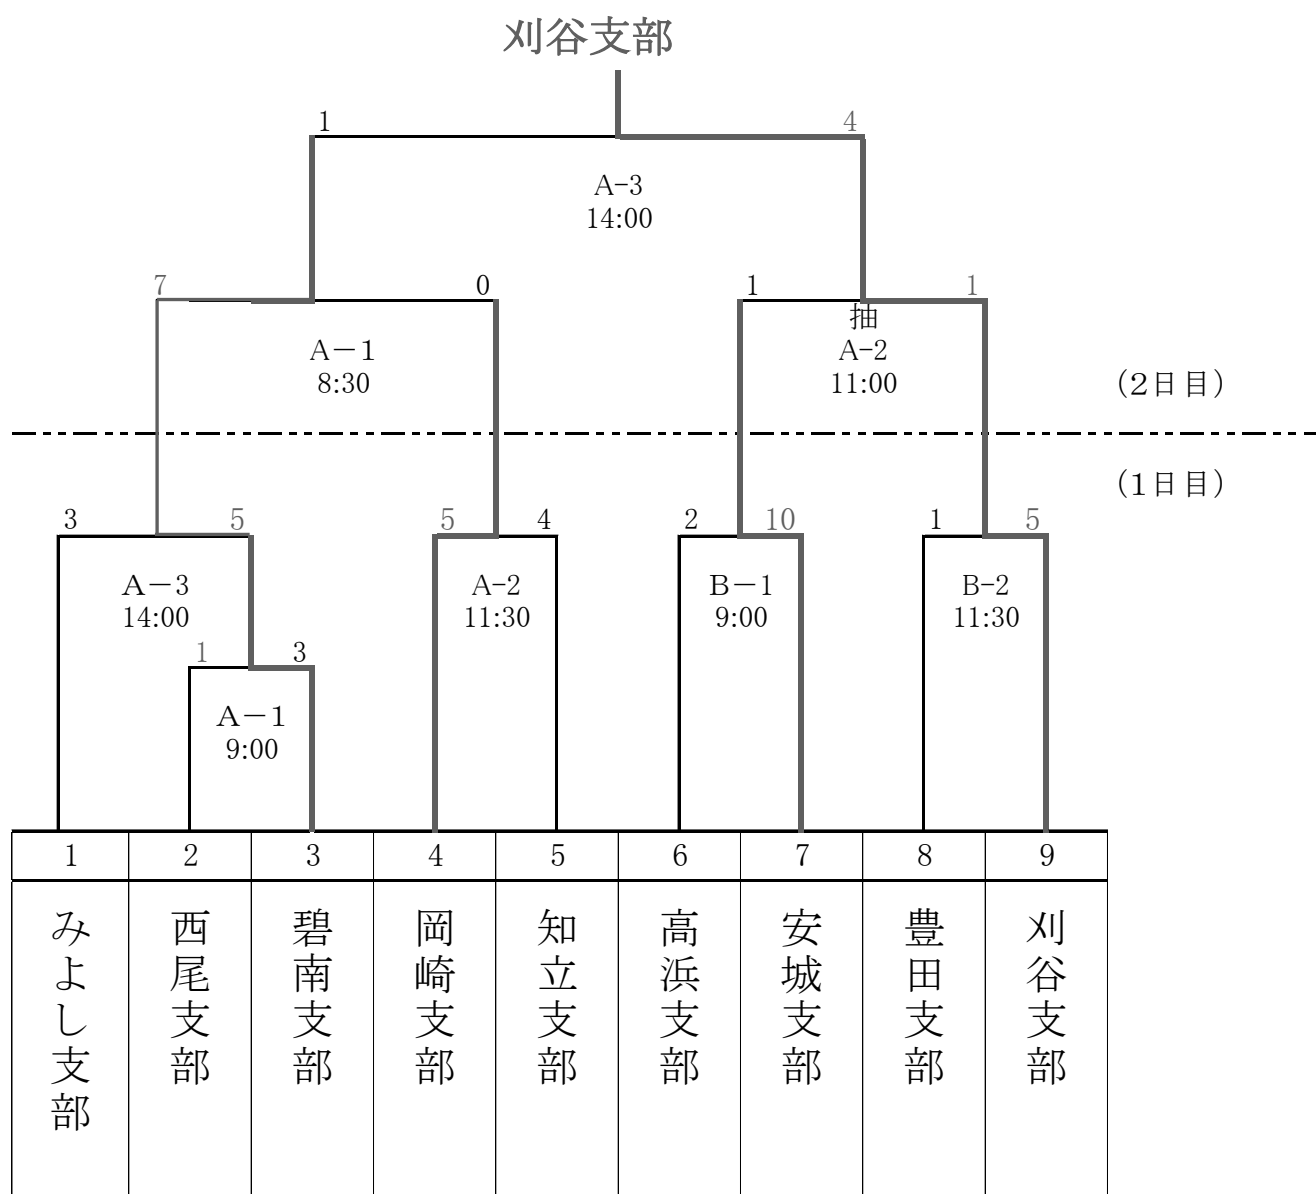 刈谷支部
1 4
A-3
14:00
7 0 1 1
抽
A－1 A-2
8:30 11:00
(2日目)
(1日目)
3 5 5 4 2 10 1 5
A－3 A-2 B－1 B-2
14:00 11:30 9:00 11:30
1 3
A－1
9:00
1 2 3 4 5 6 7 8 9
みよし支部
西尾支部
碧南支部
岡崎支部
知立支部
高浜支部
安城支部
豊田支部
刈谷支部